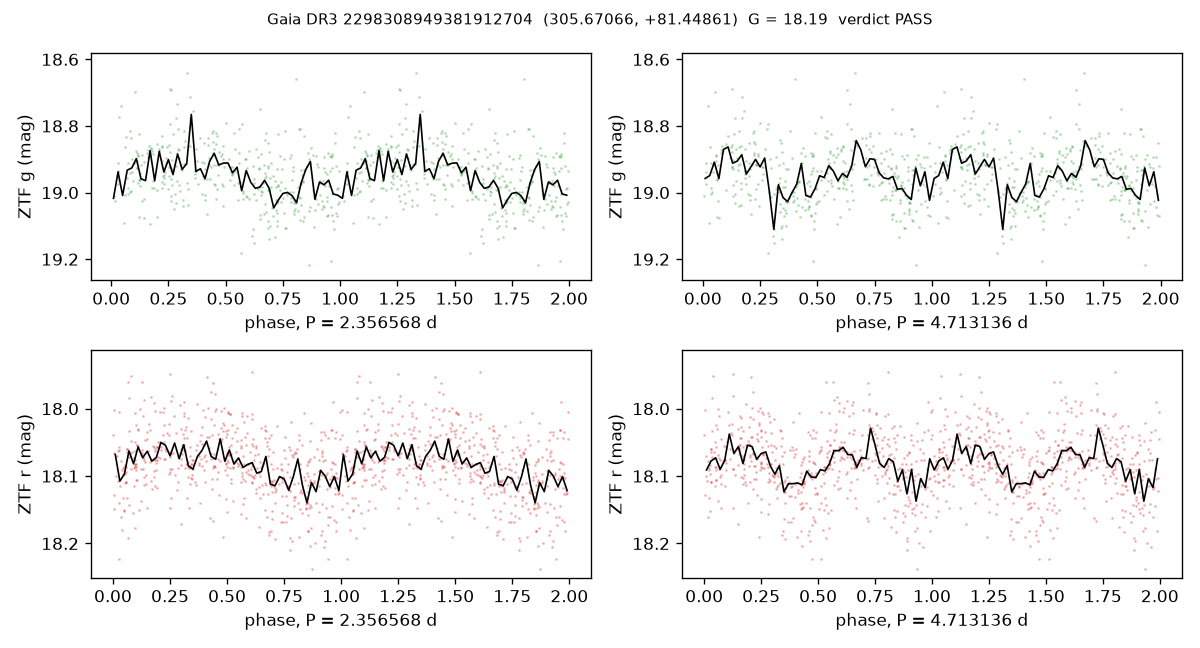 Gaia DR3 2298308949381912704  (305.67066, +81.44861)  G = 18.19  verdict PASS
ZTF g (mag)
18.6
18.8
19.0
19.2
0.00 0.25 0.50 0.75 1.00 1.25 1.50 1.75 2.00
phase, P = 2.356568 d
ZTF g (mag)
18.6
18.8
19.0
19.2
0.00 0.25 0.50 0.75 1.00 1.25 1.50 1.75 2.00
phase, P = 4.713136 d
ZTF r (mag)
18.0
18.1
18.2
0.00 0.25 0.50 0.75 1.00 1.25 1.50 1.75 2.00
phase, P = 2.356568 d
ZTF r (mag)
18.0
18.1
18.2
0.00 0.25 0.50 0.75 1.00 1.25 1.50 1.75 2.00
phase, P = 4.713136 d